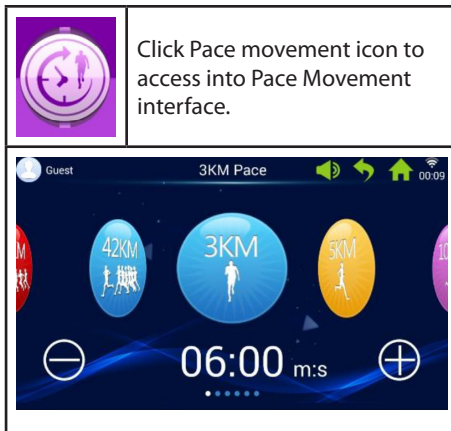 Click Pace movement icon to
access into Pace Movement
interface.
Guest
3KM Pace
00:09
42KM
3KM
5KM
06:00 m:s